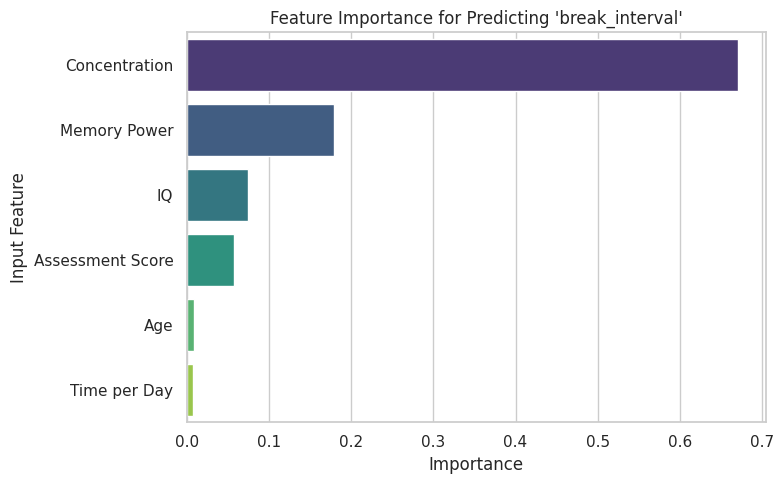 Feature Importance for Predicting 'break_interval'
Input Feature
Concentration
Memory Power
IQ
Assessment Score
Age
Time per Day
0.0 0.1 0.2 0.3 0.4 0.5 0.6 0.7
Importance